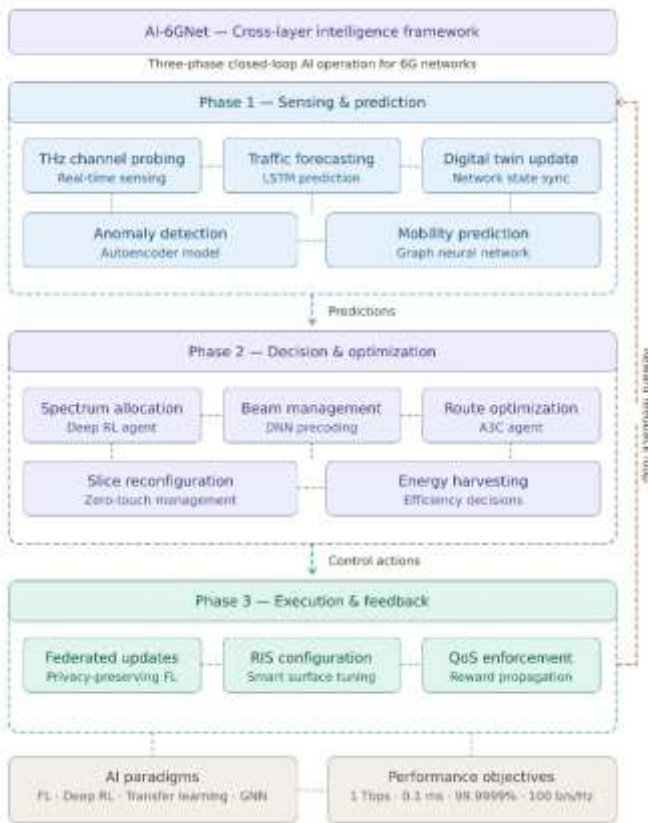 AI-6GNet — Cross-layer intelligence framework
Three-phase closed-loop AI operation for 6G networks
Phase 1 — Sensing & prediction
THz channel probing
Real-time sensing
Traffic forecasting
LSTM prediction
Digital twin update
Network state sync
Anomaly detection
Autoencoder model
Mobility prediction
Graph neural network
Predictions
Phase 2 — Decision & optimization
Spectrum allocation
Deep RL agent
Beam management
DNN precoding
Route optimization
A3C agent
Slice reconfiguration
Zero-touch management
Energy harvesting
Efficiency decisions
Control actions
Phase 3 — Execution & feedback
Federated updates
Privacy-preserving FL
RIS configuration
Smart surface tuning
QoS enforcement
Reward propagation
feedback loop
AI paradigms
FL · Deep RL · Transfer learning · GNN
Performance objectives
1 Tbps · 0.1 ms · 99.9999% · 100 b/s/Hz